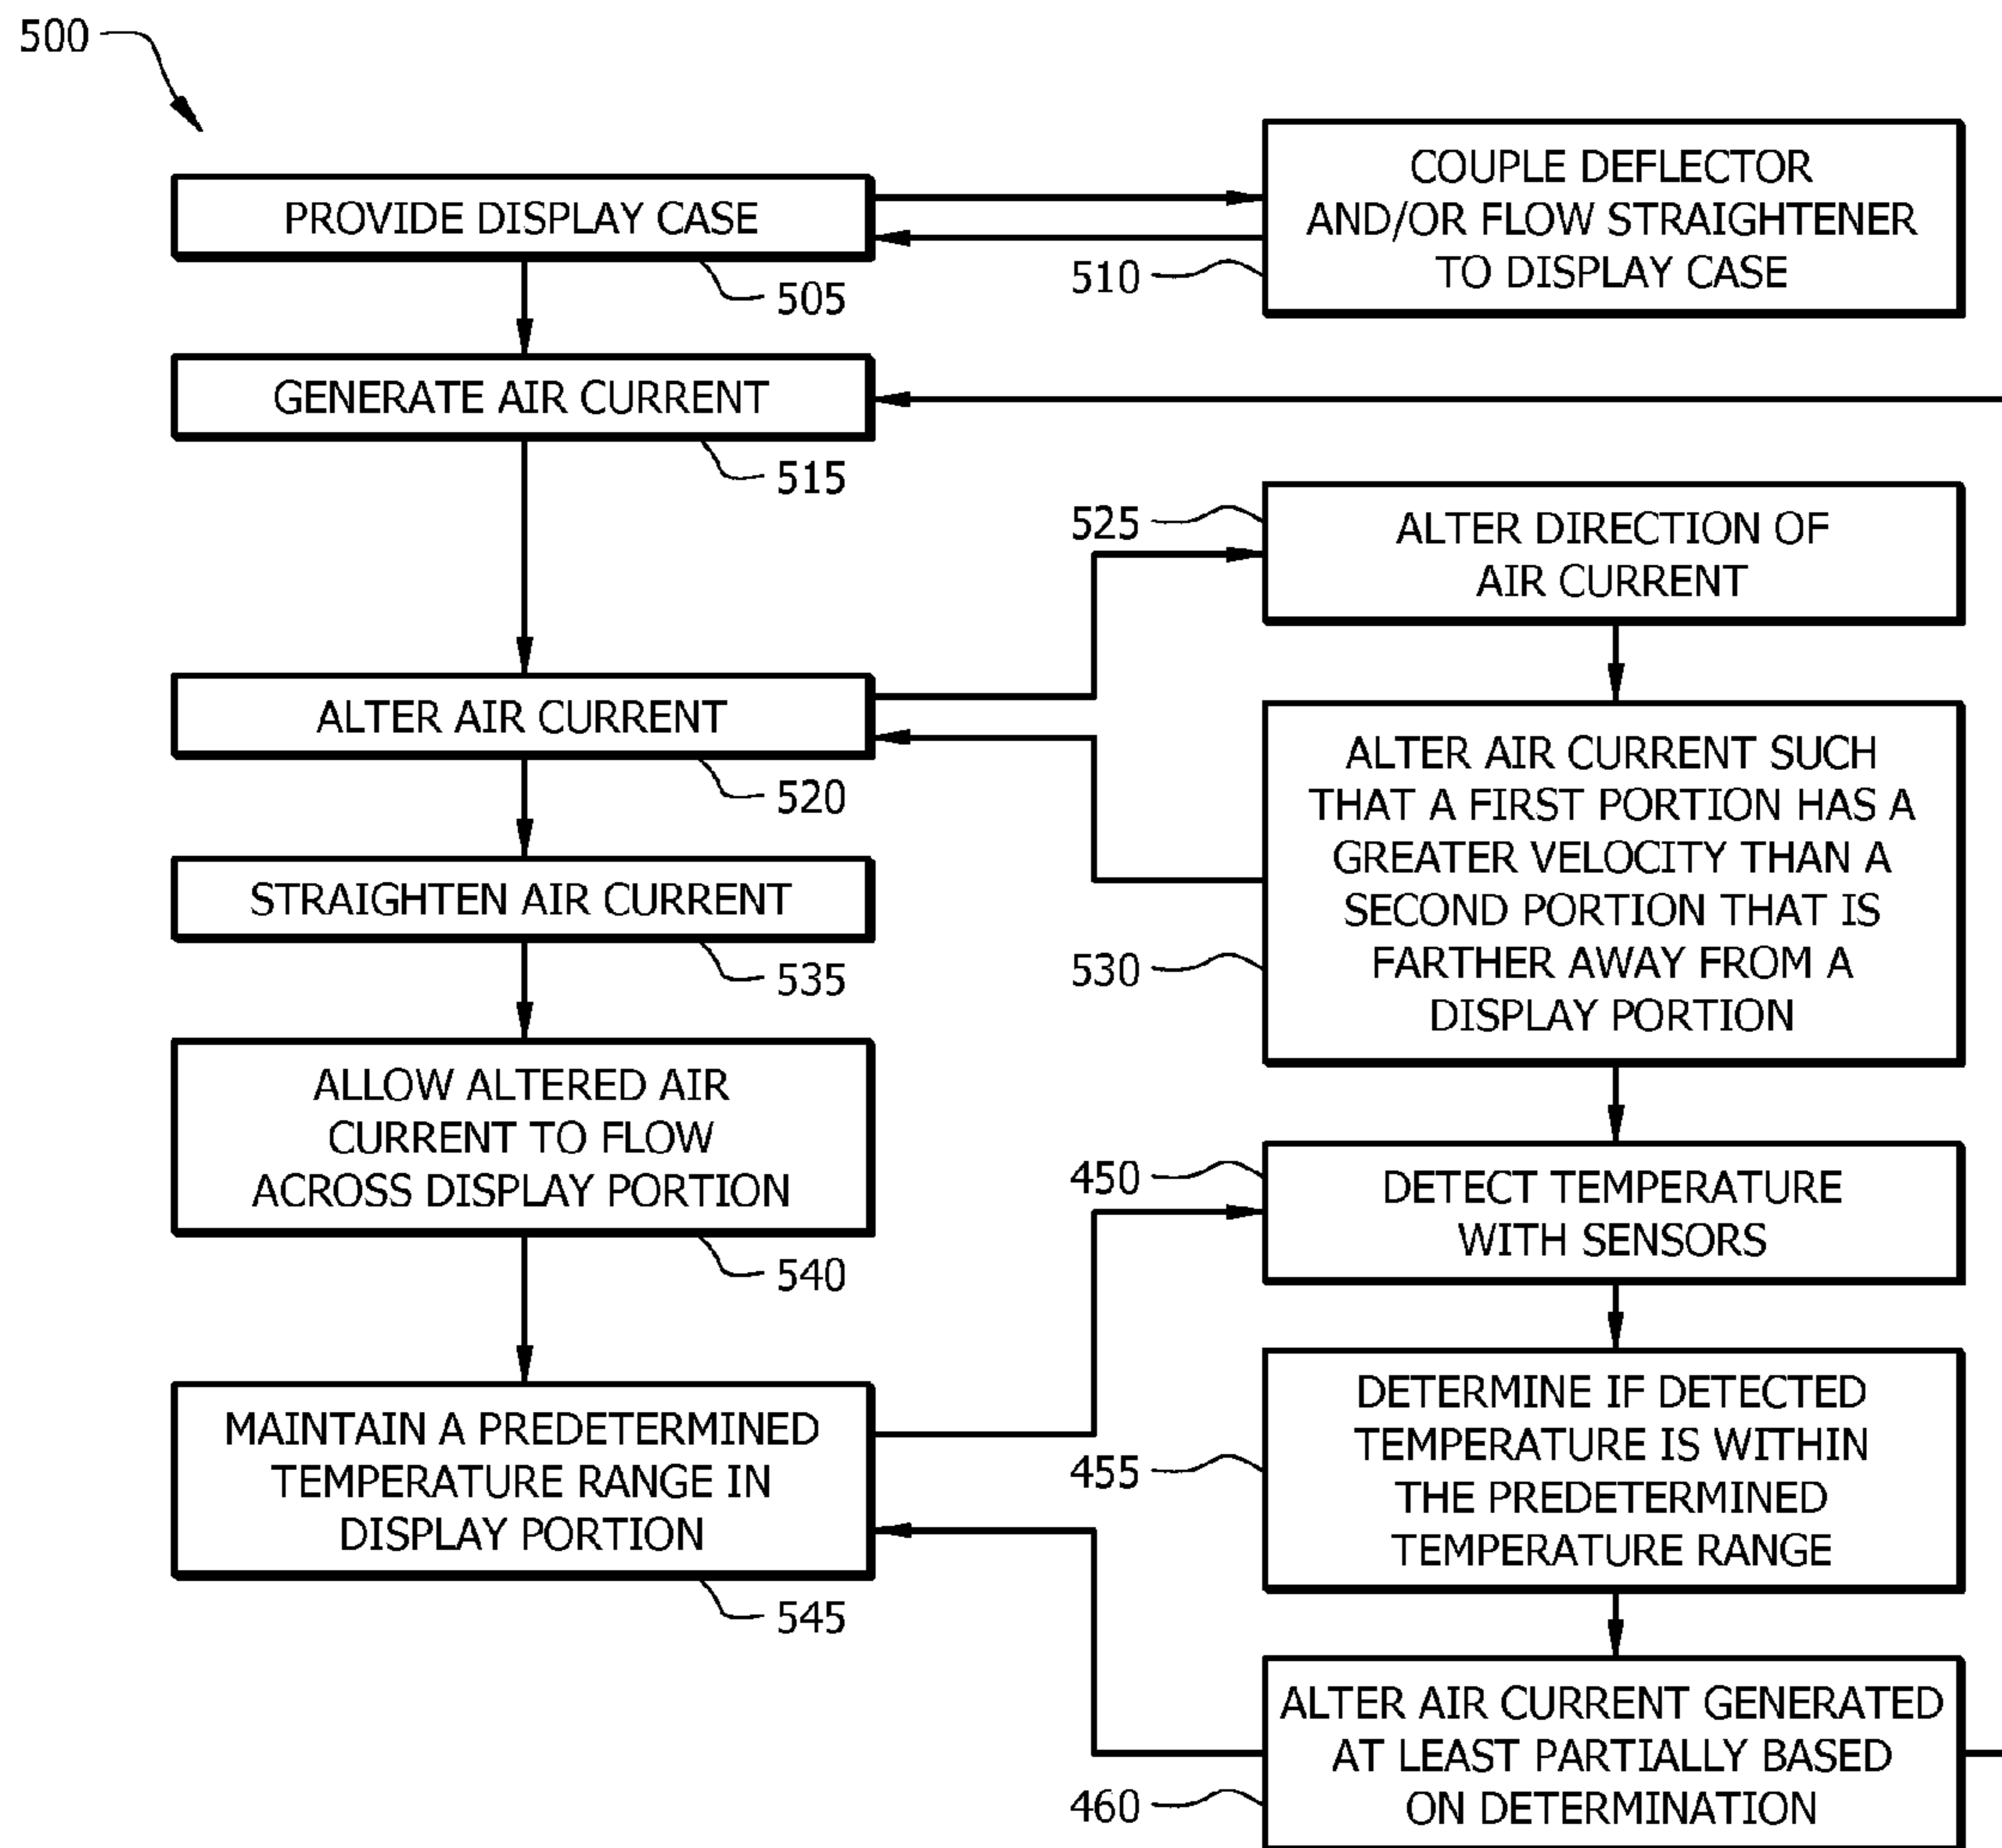 500
PROVIDE DISPLAY CASE
505
COUPLE DEFLECTOR
AND/OR FLOW STRAIGHTENER
TO DISPLAY CASE
510
GENERATE AIR CURRENT
515
ALTER AIR CURRENT
520
525
ALTER DIRECTION OF
AIR CURRENT
ALTER AIR CURRENT SUCH
THAT A FIRST PORTION HAS A
GREATER VELOCITY THAN A
SECOND PORTION THAT IS
FARTHER AWAY FROM A
DISPLAY PORTION
530
STRAIGHTEN AIR CURRENT
535
ALLOW ALTERED AIR
CURRENT TO FLOW
ACROSS DISPLAY PORTION
540
MAINTAIN A PREDETERMINED
TEMPERATURE RANGE IN
DISPLAY PORTION
545
450
DETECT TEMPERATURE
WITH SENSORS
455
DETERMINE IF DETECTED
TEMPERATURE IS WITHIN
THE PREDETERMINED
TEMPERATURE RANGE
ALTER AIR CURRENT GENERATED
AT LEAST PARTIALLY BASED
ON DETERMINATION
460